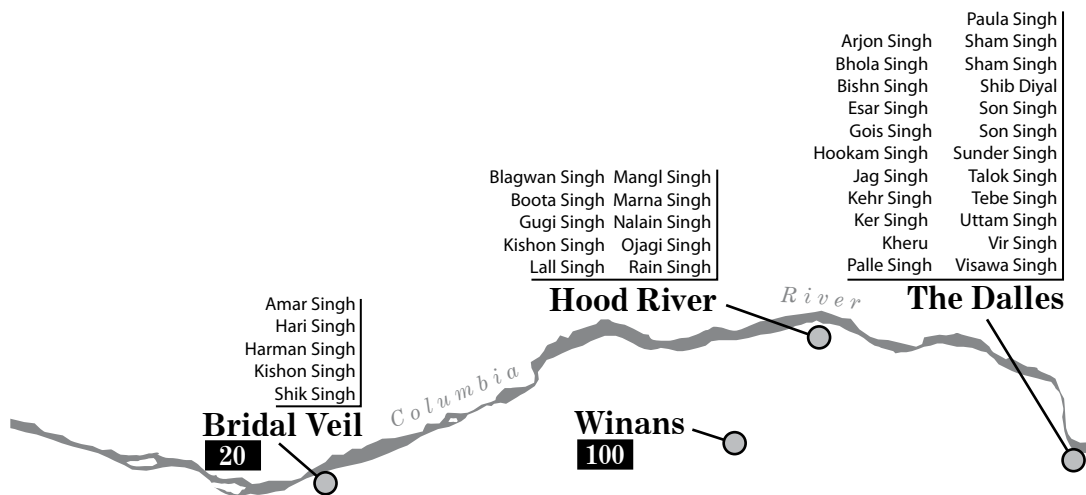 Paula Singh
Arjon Singh Sham Singh
Bhola Singh Sham Singh
Bishn Singh Shib Diyal
Esar Singh Son Singh
Gois Singh Son Singh
Hookam Singh Sunder Singh
Jag Singh Talok Singh
Kehr Singh Tebe Singh
Ker Singh Uttam Singh
Kheru Vir Singh
Palle Singh Visawa Singh
The Dalles
Blagwan Singh Mangl Singh
Boota Singh Marna Singh
Gugi Singh Nalain Singh
Kishon Singh Ojagi Singh
Lall Singh Rain Singh
Hood River
Amar Singh
Hari Singh
Harman Singh
Kishon Singh
Shik Singh
Bridal Veil
20
Columbia
River
Winans
100